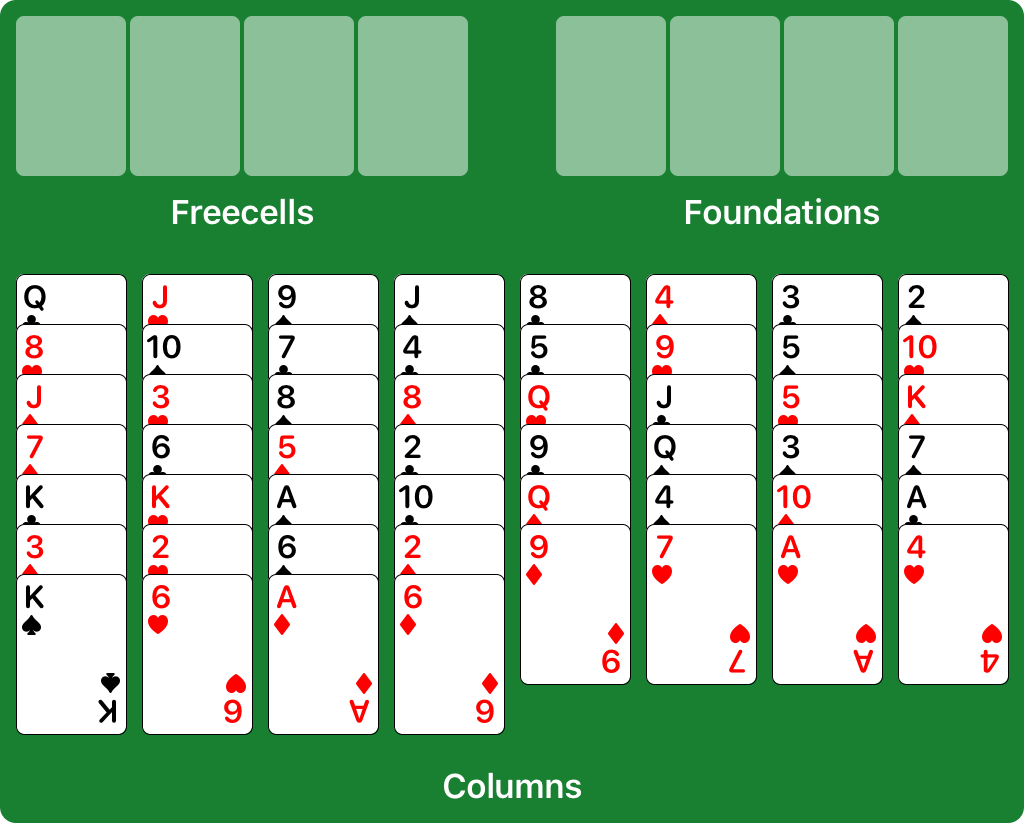 Freecells Foundations
Q J 9 J 8 4 3 2
8 10 7 4 5 9 5 10
J 3 8 8 Q J 5 K
7 6 5 2 9 Q 3 7
K K A 10 Q 4 10 A
3 2 6 2 9 7 A 4
K 6 A 6
9 7 A 4
K 6 A 6
Columns